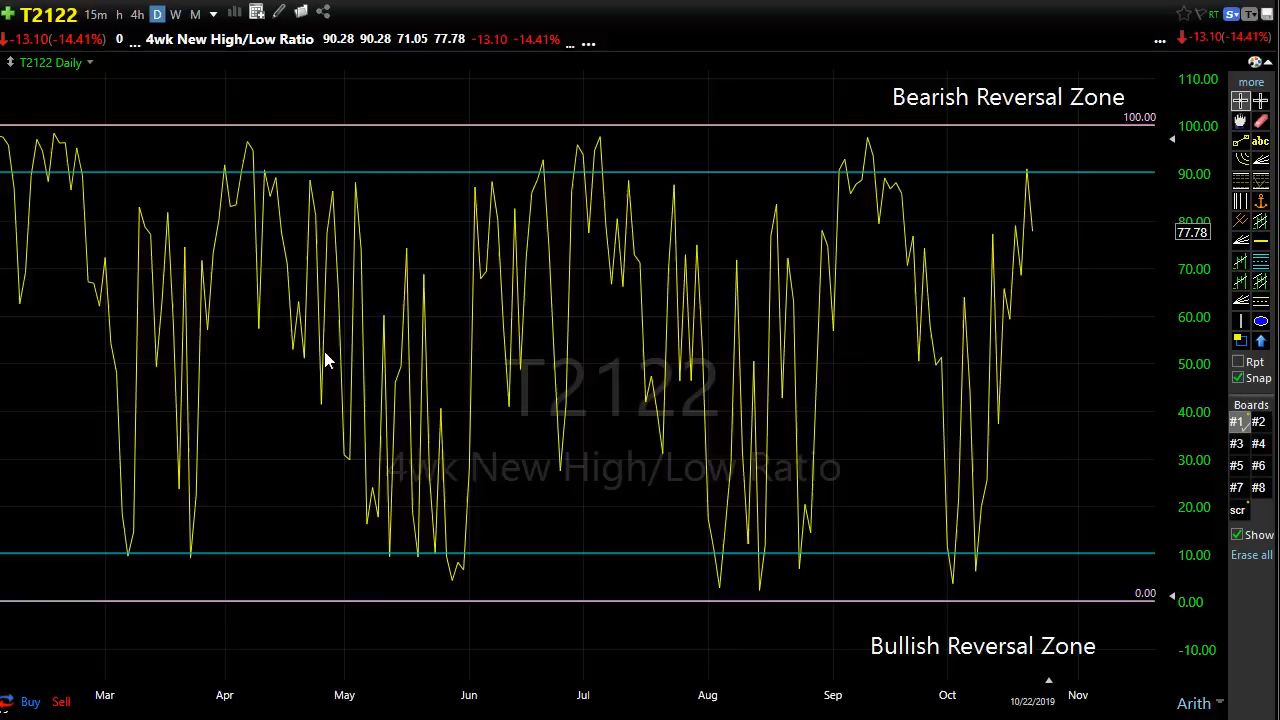 T2122 15m h 4h D W M
RT S T
-13.10(-14.41%) 0 ... 4wk New High/Low Ratio 90.28 90.28 71.05 77.78 -13.10 -14.41% ... ...
... -13.10(-14.41%)
T2122 Daily
more
abc
Rpt
Snap
Boards
#1 #2
#3 #4
#5 #6
#7 #8
scr
Show
Erase all
Bearish Reversal Zone
100.00
110.00
100.00
90.00
80.00
77.78
70.00
60.00
50.00
40.00
30.00
20.00
10.00
0.00
0.00
-10.00
T2122
4wk New High/Low Ratio
Bullish Reversal Zone
Buy Sell
Mar Apr May Jun Jul Aug Sep Oct Nov
10/22/2019
Arith